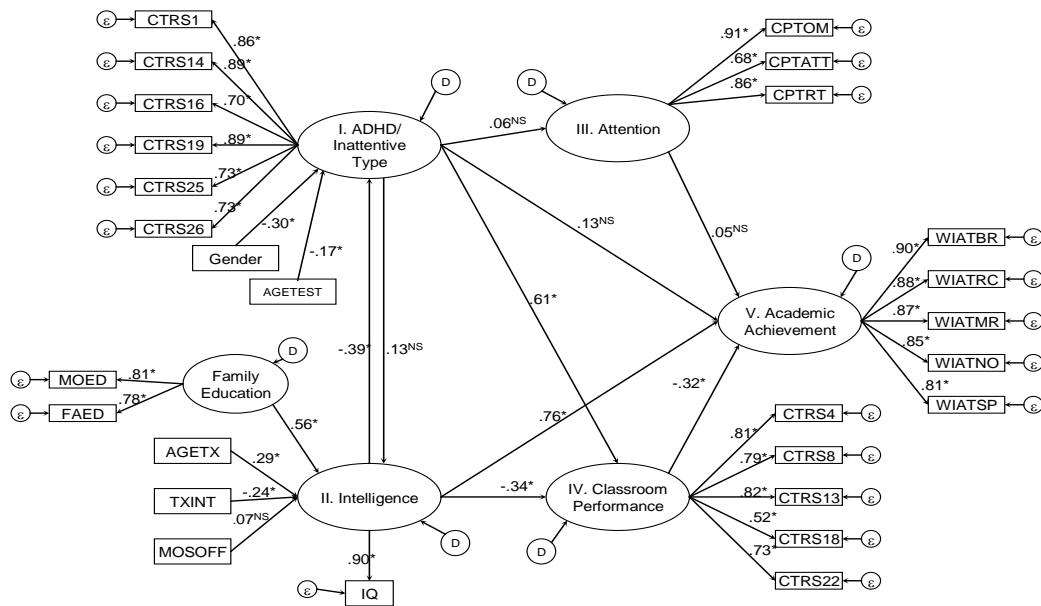 ε
CTRS1
.86*
ε
CTRS14
.89*
ε
CTRS16
.70*
ε
CTRS19
.89*
ε
CTRS25
.73*
ε
CTRS26
.73*
D
I. ADHD/
Inattentive
Type
Gender
-.30*
AGETEST
-.17*
.06NS
D
III. Attention
.91*
CPTOM
ε
.68*
CPTATT
ε
.86*
CPTRT
ε
.13NS
.05NS
.61*
-.39*
.13NS
D
V. Academic
Achievement
.90*
WIATBR
ε
.88*
WIATRC
ε
.87*
WIATMR
ε
.85*
WIATNO
ε
.81*
WIATSP
ε
D
Family
Education
ε
MOED
.81*
ε
FAED
.78*
.56*
AGETX
.29*
TXINT
-.24*
MOSOFF
.07NS
II. Intelligence
D
.90*
ε
IQ
.76*
-.34*
-.32*
IV. Classroom
Performance
D
.81*
CTRS4
ε
.79*
CTRS8
ε
.82*
CTRS13
ε
.52*
CTRS18
ε
.73*
CTRS22
ε